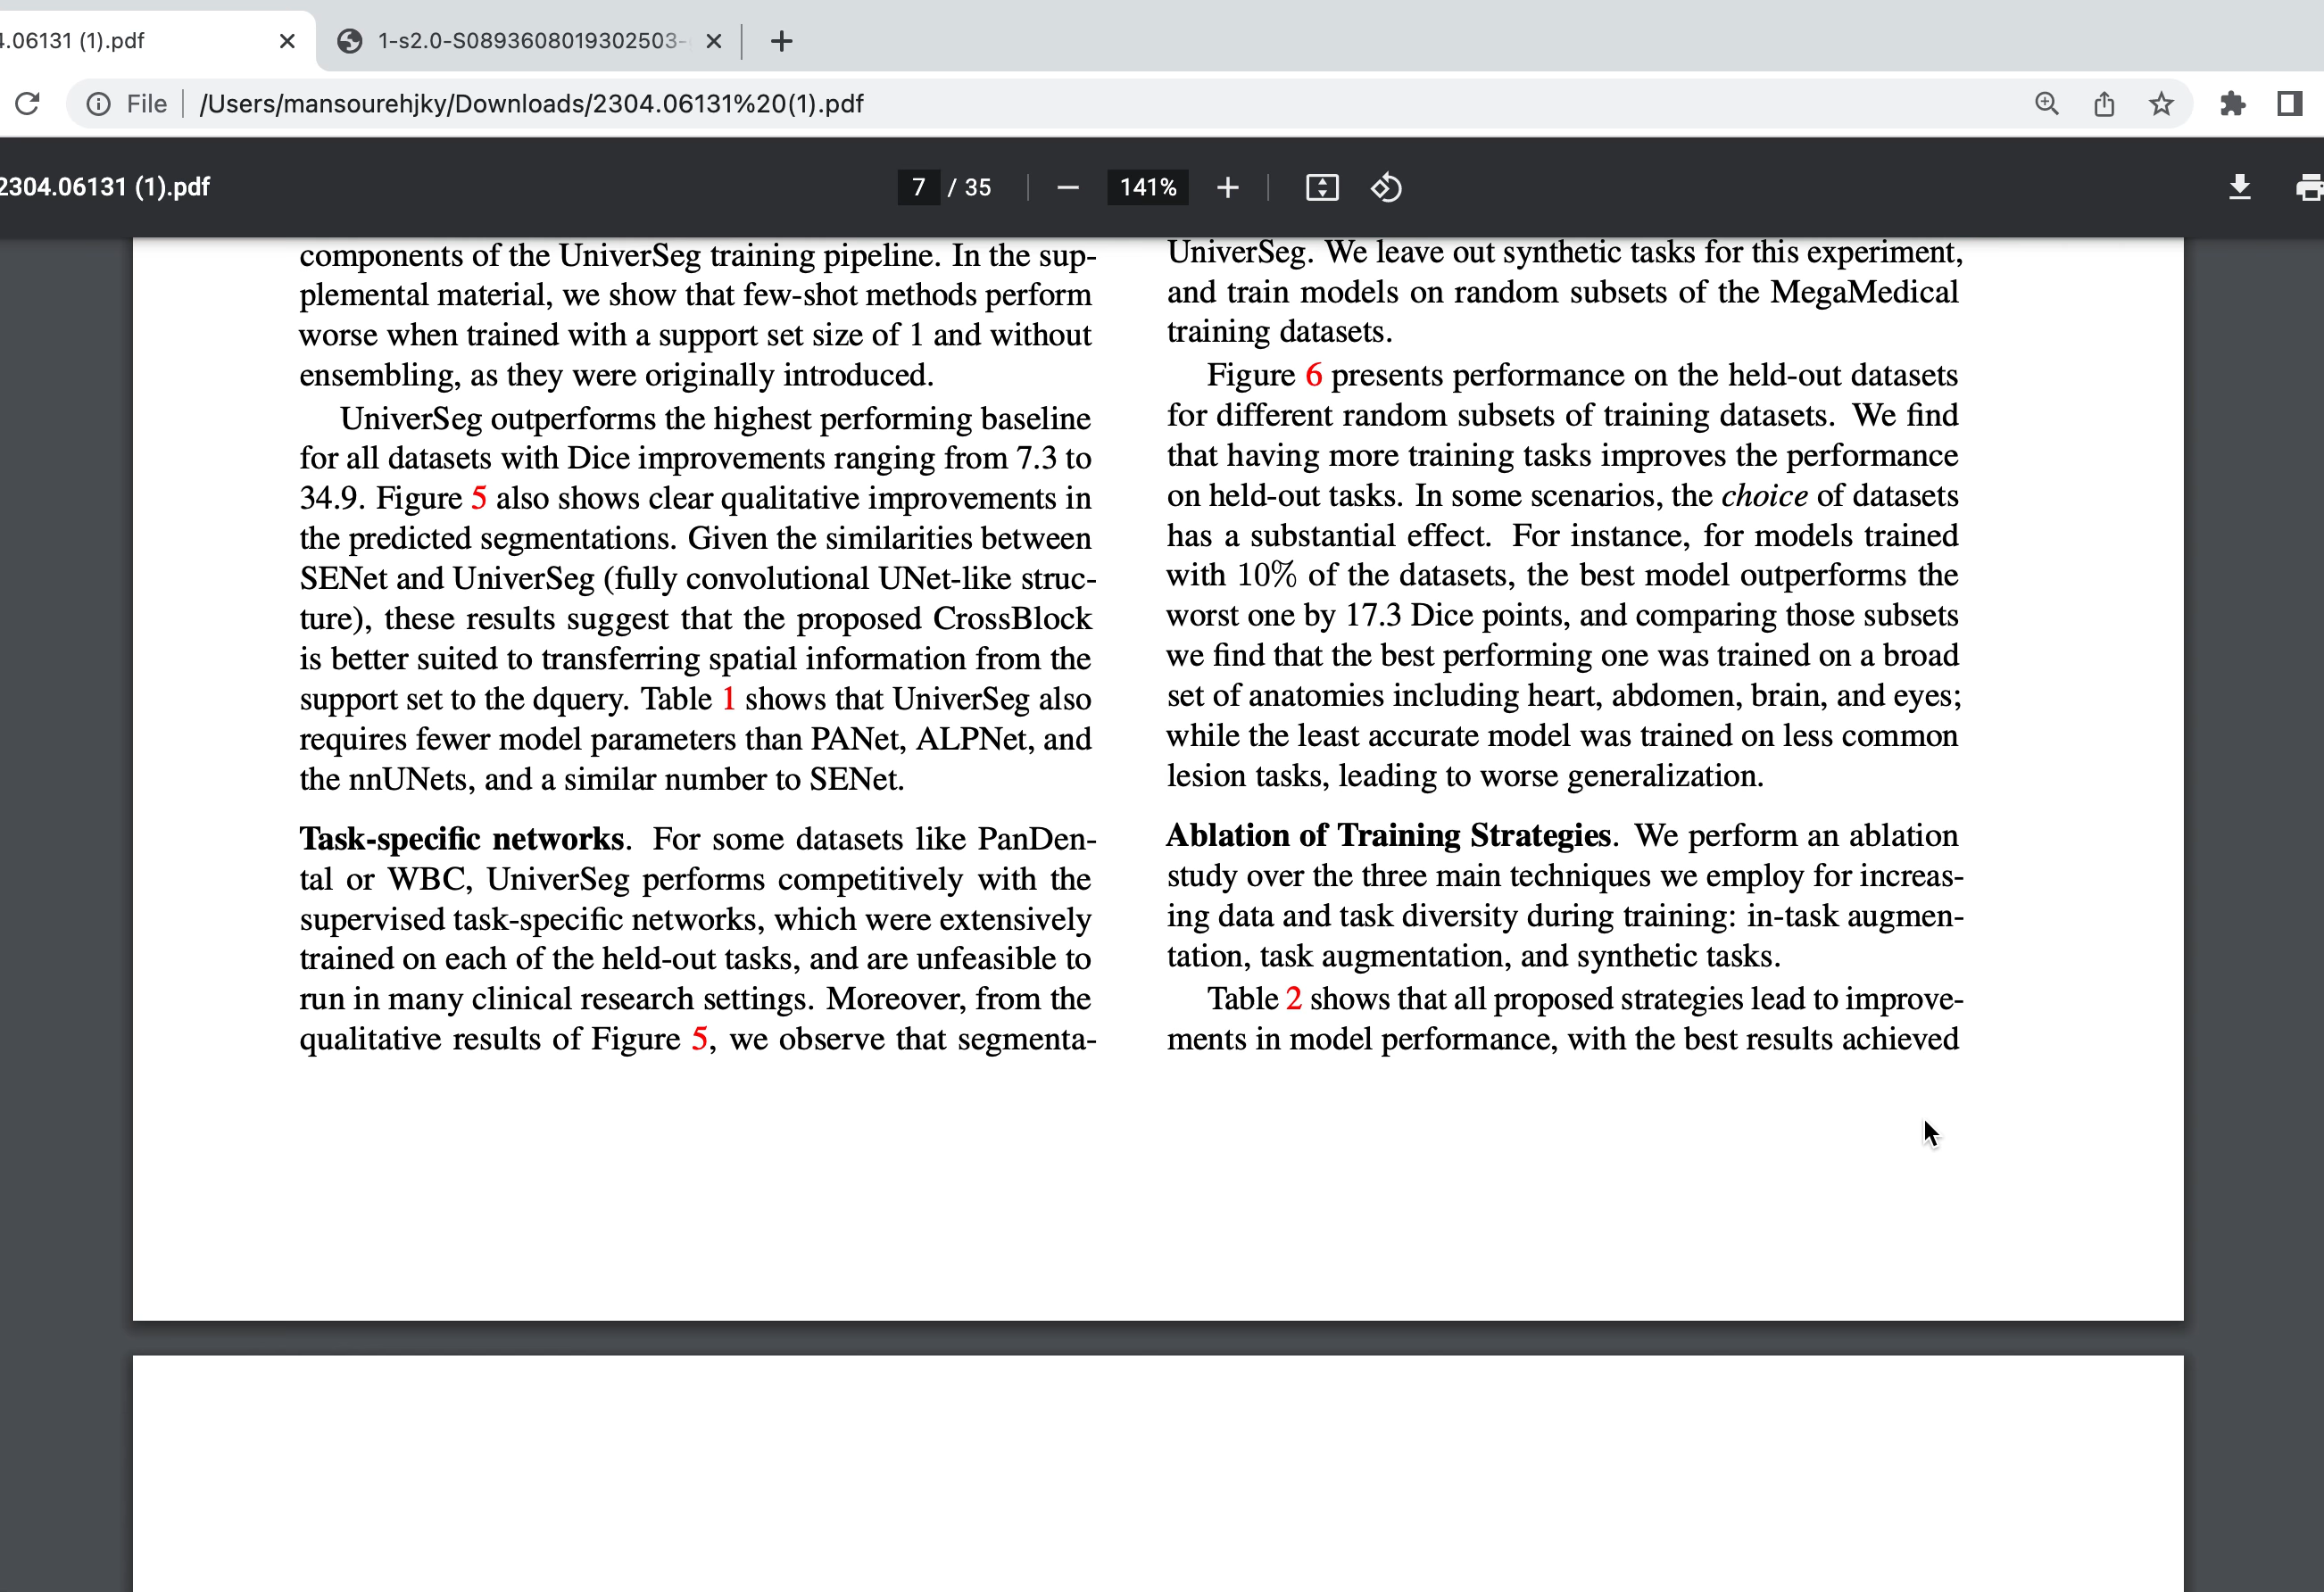 4.06131 (1).pdf
1-s2.0-S0893608019302503-
File /Users/mansourehjky/Downloads/2304.06131%20(1).pdf
2304.06131 (1).pdf
7 / 35
141%
components of the UniverSeg training pipeline. In the sup-
plemental material, we show that few-shot methods perform
worse when trained with a support set size of 1 and without
ensembling, as they were originally introduced.
UniverSeg outperforms the highest performing baseline
for all datasets with Dice improvements ranging from 7.3 to
34.9. Figure 5 also shows clear qualitative improvements in
the predicted segmentations. Given the similarities between
SENet and UniverSeg (fully convolutional UNet-like struc-
ture), these results suggest that the proposed CrossBlock
is better suited to transferring spatial information from the
support set to the dquery. Table 1 shows that UniverSeg also
requires fewer model parameters than PANet, ALPNet, and
the nnUNets, and a similar number to SENet.
Task-specific networks. For some datasets like PanDen-
tal or WBC, UniverSeg performs competitively with the
supervised task-specific networks, which were extensively
trained on each of the held-out tasks, and are unfeasible to
run in many clinical research settings. Moreover, from the
qualitative results of Figure 5, we observe that segmenta-
UniverSeg. We leave out synthetic tasks for this experiment,
and train models on random subsets of the MegaMedical
training datasets.
Figure 6 presents performance on the held-out datasets
for different random subsets of training datasets. We find
that having more training tasks improves the performance
on held-out tasks. In some scenarios, the choice of datasets
has a substantial effect. For instance, for models trained
with 10% of the datasets, the best model outperforms the
worst one by 17.3 Dice points, and comparing those subsets
we find that the best performing one was trained on a broad
set of anatomies including heart, abdomen, brain, and eyes;
while the least accurate model was trained on less common
lesion tasks, leading to worse generalization.
Ablation of Training Strategies. We perform an ablation
study over the three main techniques we employ for increas-
ing data and task diversity during training: in-task augmen-
tation, task augmentation, and synthetic tasks.
Table 2 shows that all proposed strategies lead to improve-
ments in model performance, with the best results achieved